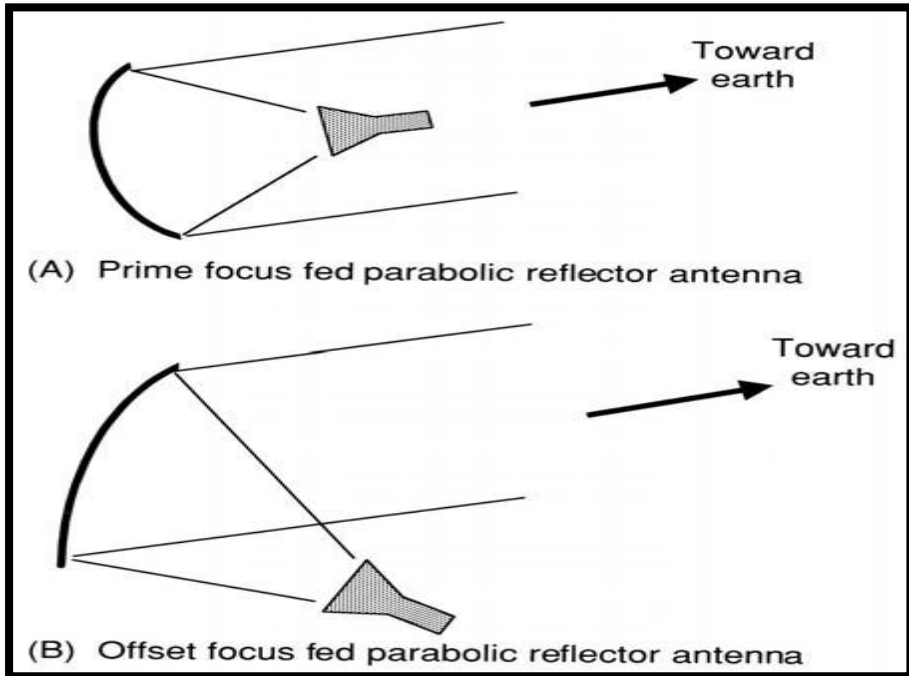 Toward
earth
(A) Prime focus fed parabolic reflector antenna
Toward
earth
(B) Offset focus fed parabolic reflector antenna